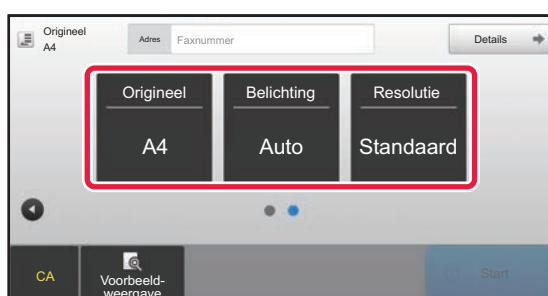 Origineel
A4
Adres
Faxnummer
Details
Origineel
Belichting
Resolutie
A4
Auto
Standaard
CA
Voorbeeld-
weergave
Start